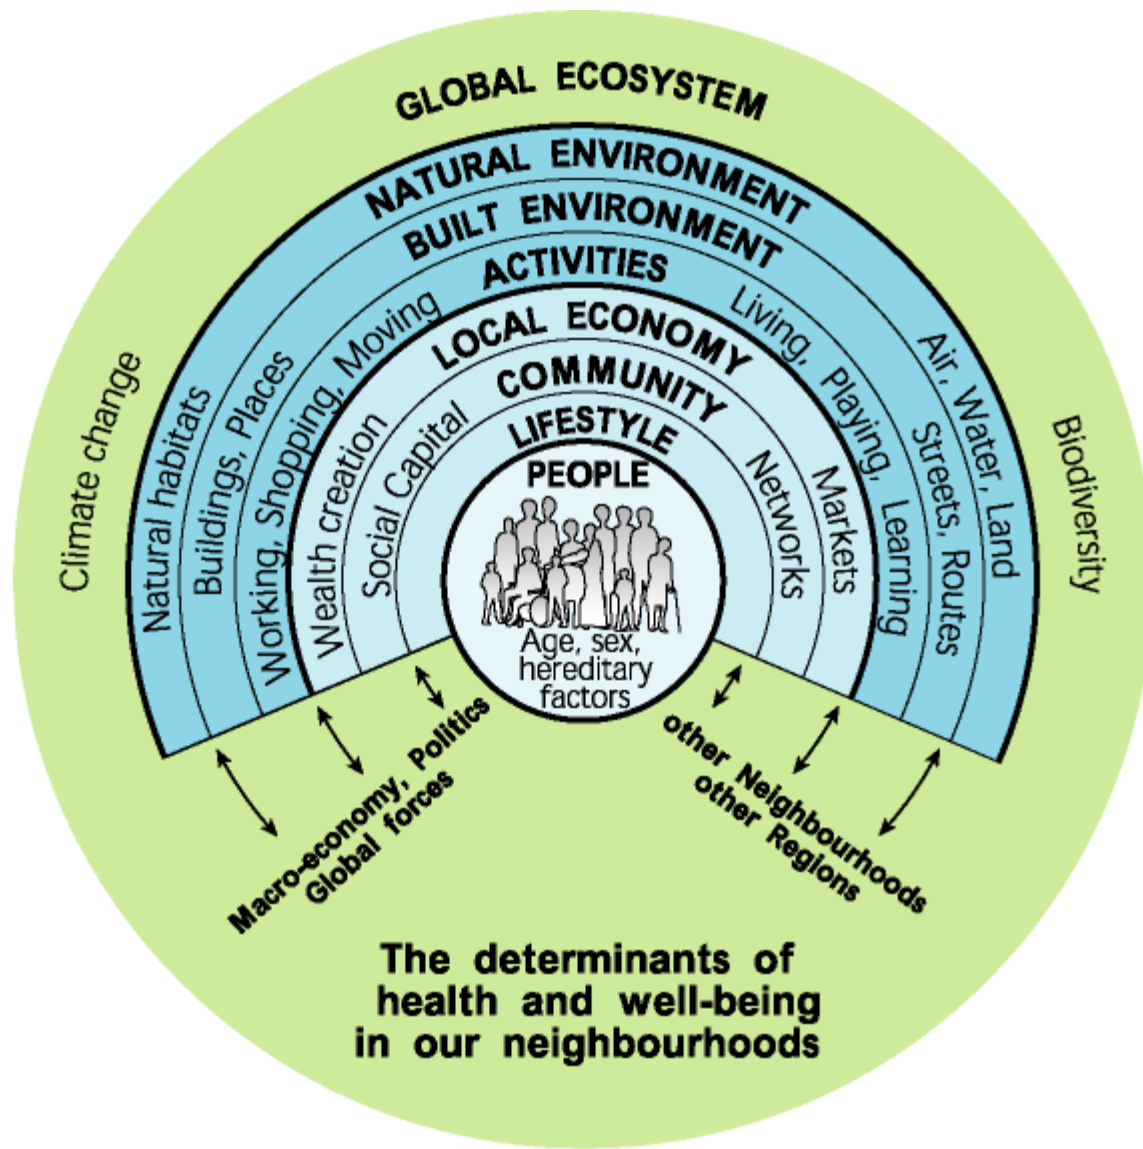 GLOBAL ECOSYSTEM
NATURAL ENVIRONMENT
BUILT ENVIRONMENT
ACTIVITIES
LOCAL ECONOMY
COMMUNITY
LIFESTYLE
PEOPLE
Age, sex,
hereditary
factors
Climate change
Natural habitats
Buildings, Places
Working, Shopping, Moving
Wealth creation
Social Capital
Networks
Markets
Living, Playing, Learning
Streets, Routes
Air, Water, Land
Biodiversity
Macro-economy, Politics
Global forces
other Neighbourhoods
other Regions
The determinants of
health and well-being
in our neighbourhoods